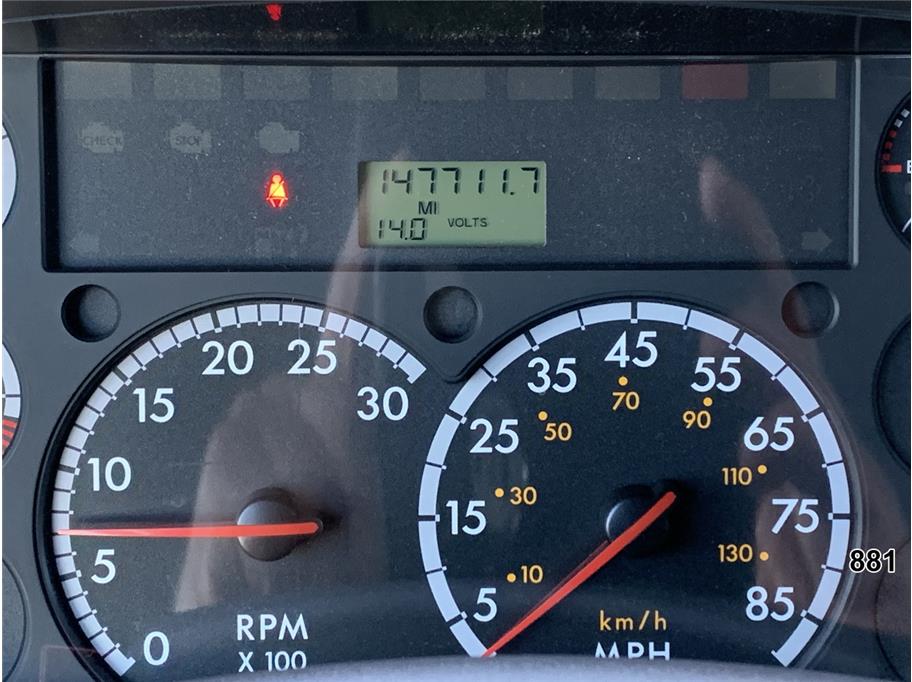 CHECK STOP
147711.7
MI
14.0 VOLTS
0 5 10 15 20 25 30
RPM
X 100
5 15 25 35 45 55 65 75 85
10 30 50 70 90 110 130
km/h
MPH
881
E